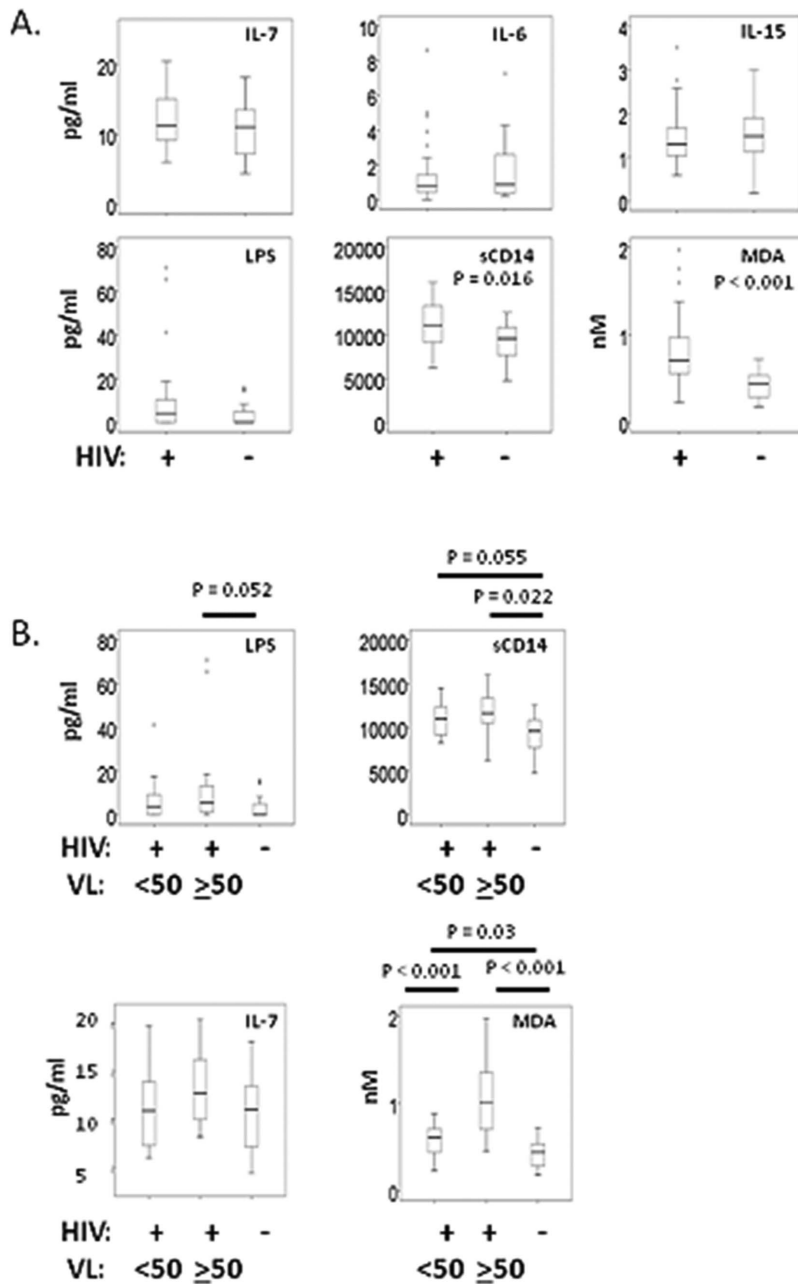 A.
IL-7
IL-6
IL-15
pg/ml
20
10
0
10
8
6
4
2
0
4
3
2
1
0
LPS
sCD14
P = 0.016
MDA
P < 0.001
pg/ml
80
60
40
20
0
20000
15000
10000
5000
0
nM
2
1
0
HIV: + - + - + -
B.
P = 0.052
P = 0.055
P = 0.022
LPS
sCD14
pg/ml
80
60
40
20
0
20000
15000
10000
5000
0
HIV: + + - + + -
VL: <50 ≥50 <50 ≥50
P = 0.03
P < 0.001 P < 0.001
IL-7
MDA
pg/ml
20
15
10
5
nM
2
1
0
HIV: + + - + + -
VL: <50 ≥50 <50 ≥50